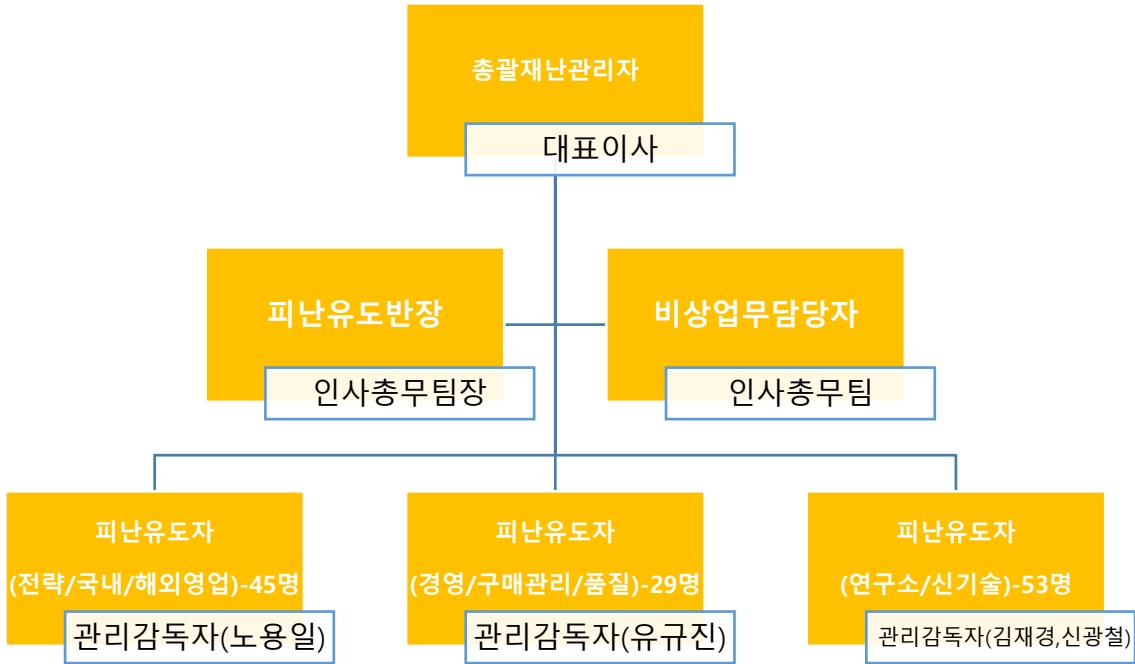 총괄재난관리자
대표이사
피난유도반장
인사총무팀장
비상업무담당자
인사총무팀
피난유도자
(전략/국내/해외영업)-45명
관리감독자(노용일)
피난유도자
(경영/구매관리/품질)-29명
관리감독자(유규진)
피난유도자
(연구소/신기술)-53명
관리감독자(김재경,신광철)